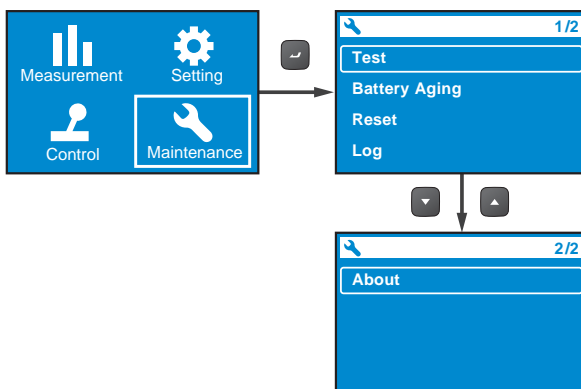 Measurement
Setting
Control
Maintenance
1/2
Test
Battery Aging
Reset
Log
2/2
About